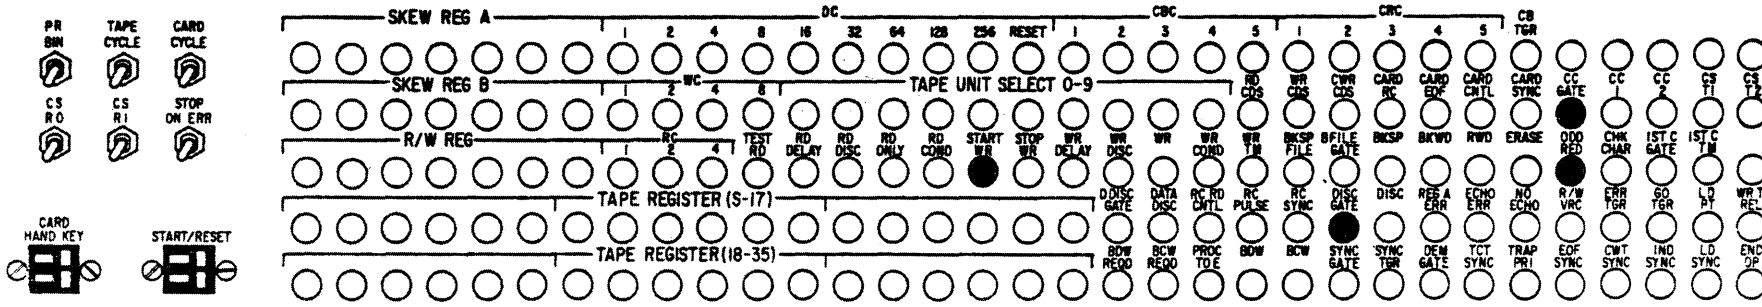 PR BIN
TAPE CYCLE
CARD CYCLE
CS R0
CS R1
STOP ON ERR
CARD HAND KEY
START/RESET
SKEW REG A DC CBC CRC CB TGR
1 2 4 8 16 32 64 128 256 RESET 1 2 3 4 5 1 2 3 4 5
SKEW REG B WC TAPE UNIT SELECT 0-9
1 2 4 8
RD CDS
WR CDS
CWR CDS
CARD RC
CARD EOF
CARD CNTL
CARD SYNC
CC GATE
CC 1
CC 2
CS T1
CS T2
R/W REG RC
1 2 4
TEST RD
RD DELAY
RD DISC
RD ONLY
RD COND
START WR
STOP WR
WR DELAY
WR DISC
WR
WR COND
WR TM
BKSP FILE
BFILE GATE
BKSP
BKWD
RWD
ERASE
ODD RED
CHK CHAR
IST C GATE
IST C TM
TAPE REGISTER (S-17)
D DISC GATE
DATA DISC
RC RD CNTL
RC PULSE
RC SYNC
DISC GATE
DISC
REG A ERR
ECHO ERR
NO ECHO
R/W VRC
ERR TGR
GO TGR
LD PT
WRT REL
TAPE REGISTER (18-35)
BDW REQD
BCW REQD
PROC TO E
BDW
BCW
SYNC GATE
SYNC TGR
DEM GATE
TCT SYNC
TRAP PRI
EOF SYNC
CWT SYNC
IND SYNC
LD SYNC
END OP